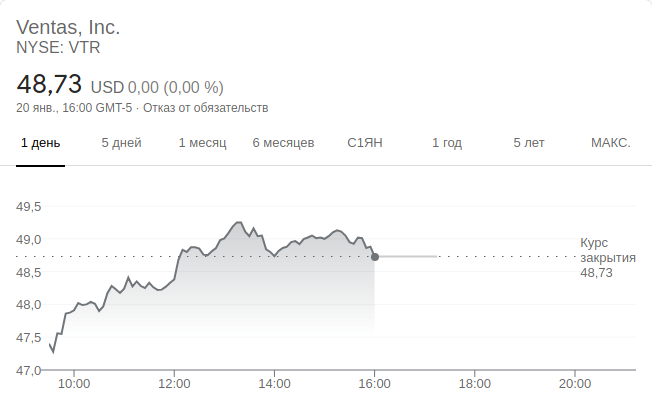 Ventas, Inc.
NYSE: VTR
48,73 USD 0,00 (0,00 %)
20 янв., 16:00 GMT-5 · Отказ от обязательств
1 день 5 дней 1 месяц 6 месяцев С1ЯН 1 год 5 лет МАКС.
49,5
49,0
48,5
48,0
47,5
47,0
Курс
закрытия
48,73
10:00 12:00 14:00 16:00 18:00 20:00